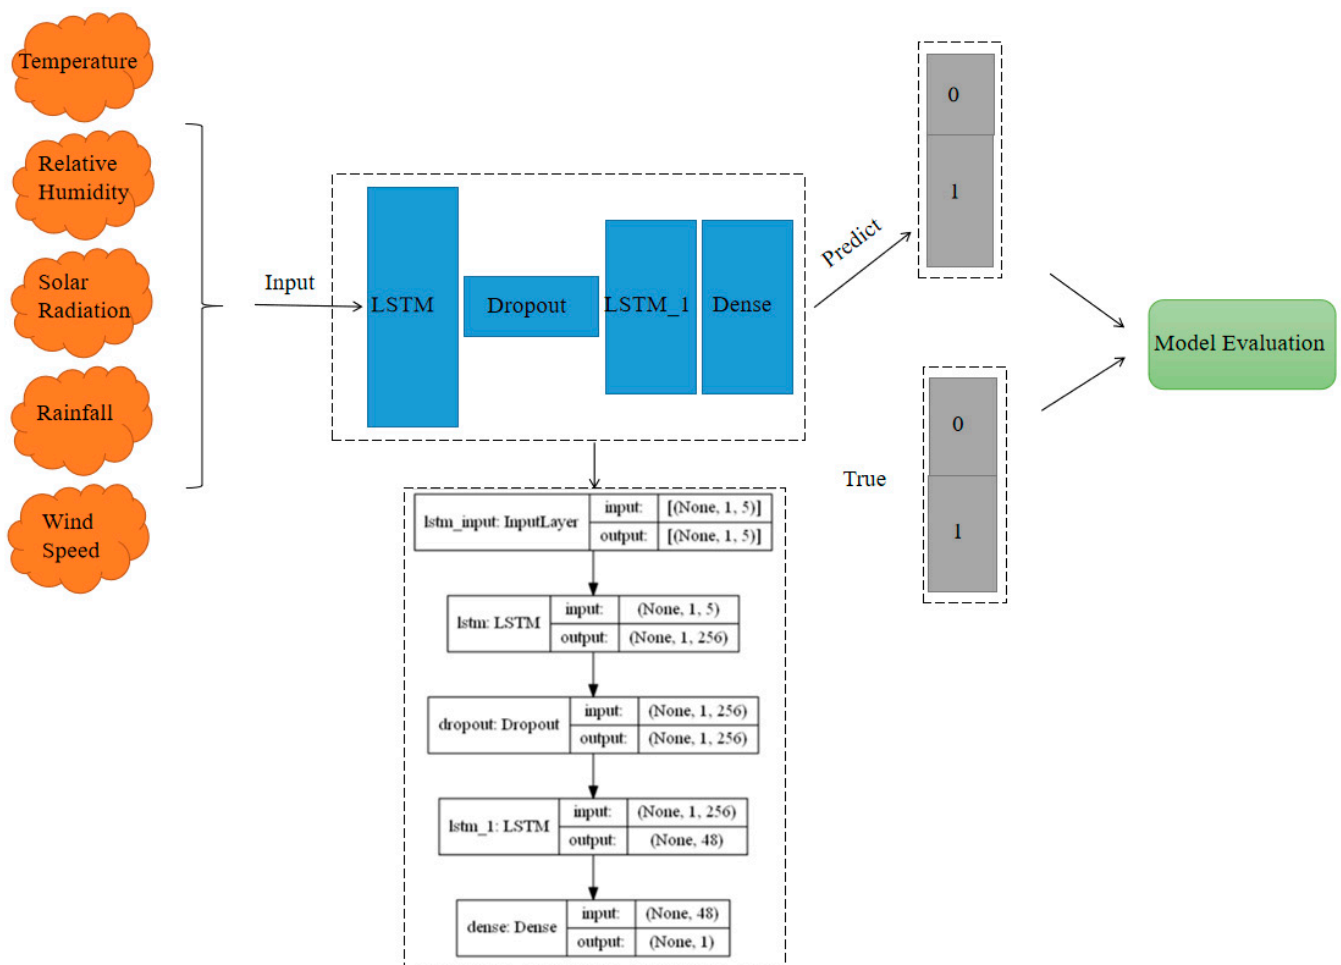 Temperature
Relative
Humidity
Solar
Radiation
Rainfall
Wind
Speed
Input
LSTM
Dropout
LSTM_1
Dense
Predict
0
1
True
0
1
Model Evaluation
lstm_input: InputLayer
input:
[(None, 1, 5)]
output:
[(None, 1, 5)]
lstm: LSTM
input:
(None, 1, 5)
output:
(None, 1, 256)
dropout: Dropout
input:
(None, 1, 256)
output:
(None, 1, 256)
lstm_1: LSTM
input:
(None, 1, 256)
output:
(None, 48)
dense: Dense
input:
(None, 48)
output:
(None, 1)